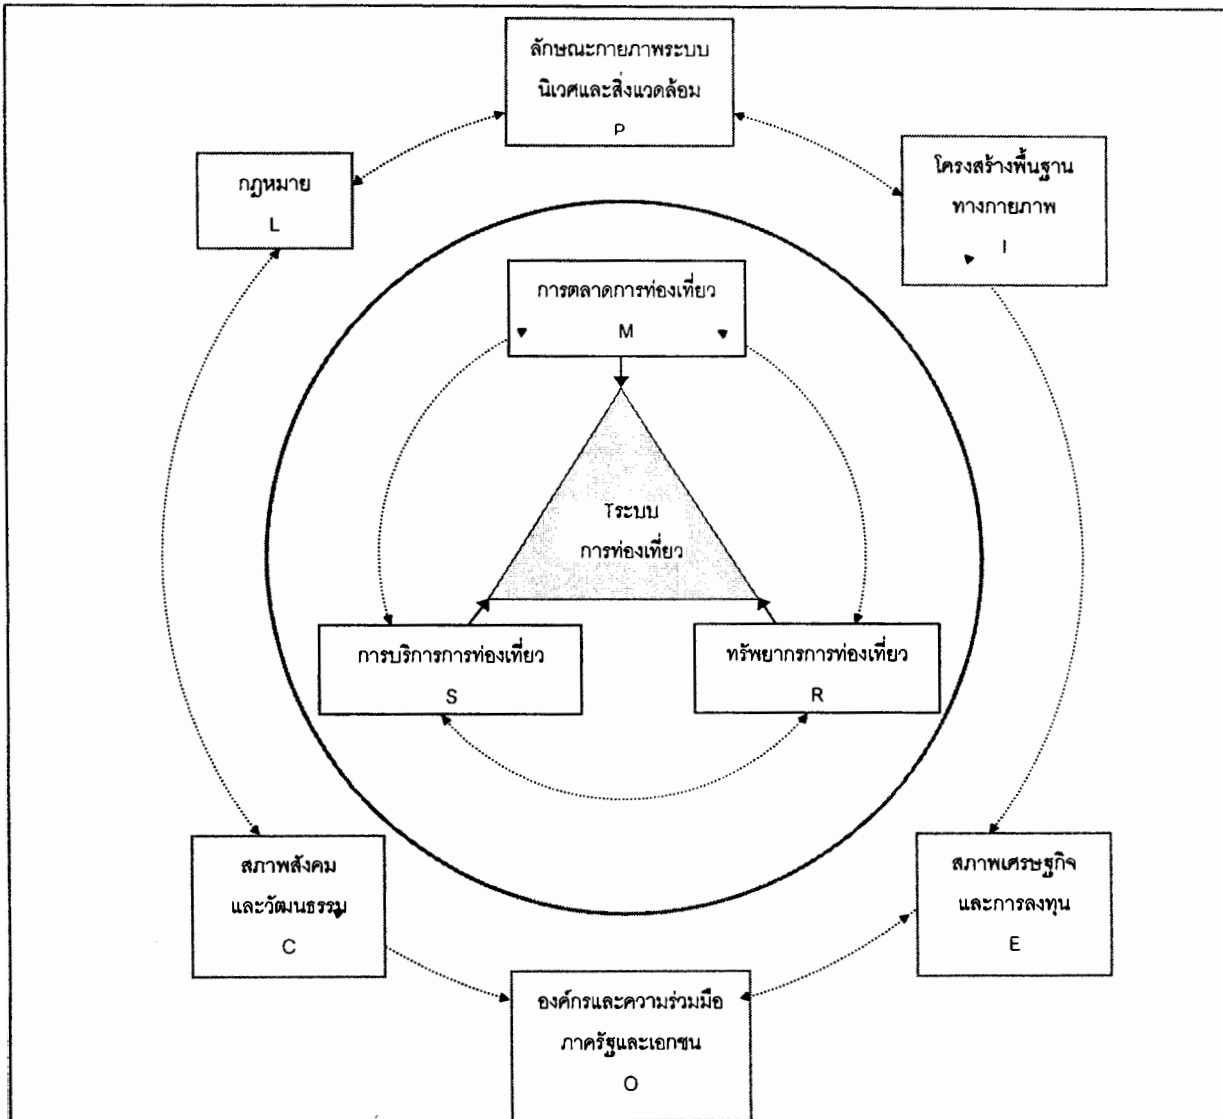 ลักษณะกายภาพระบบ
นิเวศและสิ่งแวดล้อม
P
กฎหมาย
L
โครงสร้างพื้นฐาน
ทางกายภาพ
I
การตลาดการท่องเที่ยว
M
Tระบบ
การท่องเที่ยว
การบริการการท่องเที่ยว
S
ทรัพยากรการท่องเที่ยว
R
สภาพสังคม
และวัฒนธรรม
C
สภาพเศรษฐกิจ
และการลงทุน
E
องค์กรและความร่วมมือ
ภาครัฐและเอกชน
O